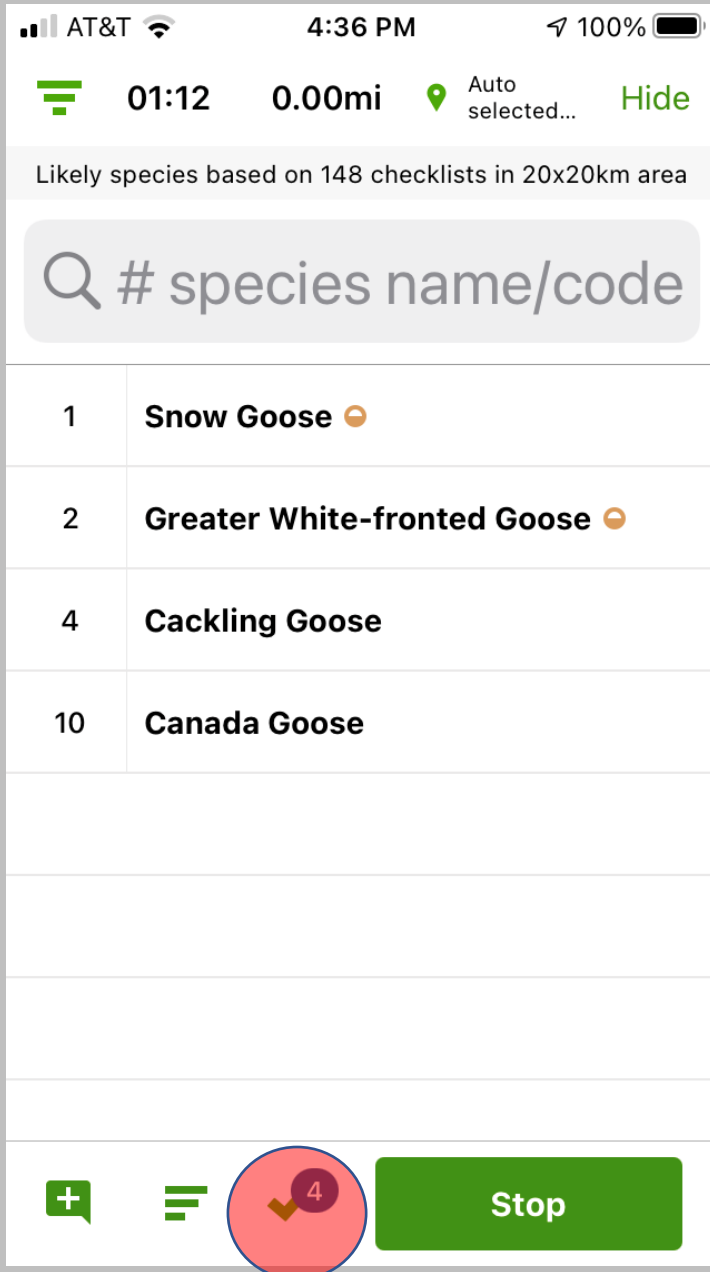 AT&T 4:36 PM 100%
01:12 0.00mi Auto selected... Hide
Likely species based on 148 checklists in 20x20km area
# species name/code
1 Snow Goose
2 Greater White-fronted Goose
4 Cackling Goose
10 Canada Goose
4 Stop